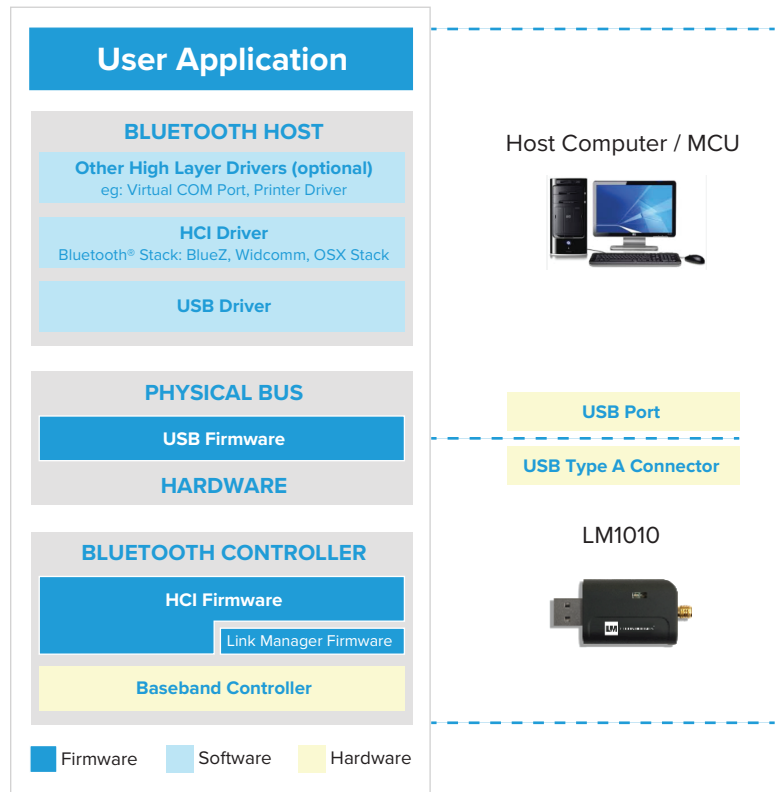 User Application
BLUETOOTH HOST
Other High Layer Drivers (optional)
eg: Virtual COM Port, Printer Driver
HCI Driver
Bluetooth® Stack: BlueZ, Widcomm, OSX Stack
USB Driver
PHYSICAL BUS
USB Firmware
HARDWARE
BLUETOOTH CONTROLLER
HCI Firmware
Link Manager Firmware
Baseband Controller
Firmware
Software
Hardware
Host Computer / MCU
USB Port
USB Type A Connector
LM1010
LM